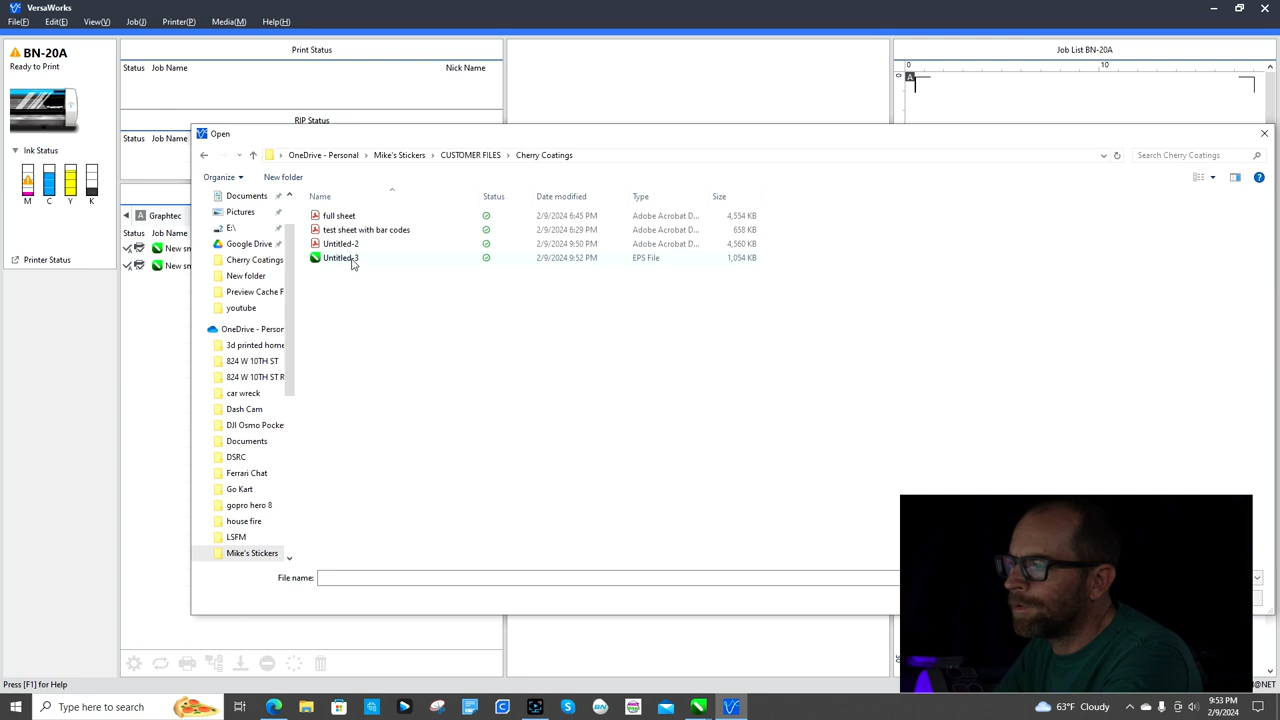 VersaWorks
File(F) Edit(E) View(V) Job(J) Printer(P) Media(M) Help(H)
BN-20A
Ready to Print
Ink Status
M C Y K
Printer Status
Print Status
Status Job Name Nick Name
RIP Status
Status Job Name
A Graphtec
Status Job Name
New sn
New sn
Job List BN-20A
0 10
0
A
Open
OneDrive - Personal Mike's Stickers CUSTOMER FILES Cherry Coatings
Search Cherry Coatings
Organize New folder
Documents
Pictures
E:\
Google Drive
Cherry Coatings
New folder
Preview Cache F
youtube
OneDrive - Person
3d printed home
824 W 10TH ST
824 W 10TH ST R
car wreck
Dash Cam
DJI Osmo Pocke
Documents
DSRC
Ferrari Chat
Go Kart
gopro hero 8
house fire
LSFM
Mike's Stickers
Name Status Date modified Type Size
full sheet 2/9/2024 6:45 PM Adobe Acrobat D... 4,554 KB
test sheet with bar codes 2/9/2024 6:29 PM Adobe Acrobat D... 658 KB
Untitled-2 2/9/2024 9:50 PM Adobe Acrobat D... 4,560 KB
Untitled-3 2/9/2024 9:52 PM EPS File 1,054 KB
File name:
30
Press [F1] for Help
@NET
Type here to search
63°F Cloudy
9:53 PM
2/9/2024